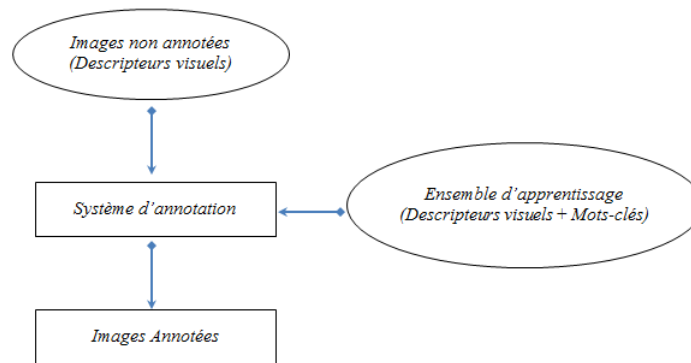 Images non annotées
(Descripteurs visuels)
Système d’annotation
Ensemble d’apprentissage
(Descripteurs visuels + Mots-clés)
Images Annotées